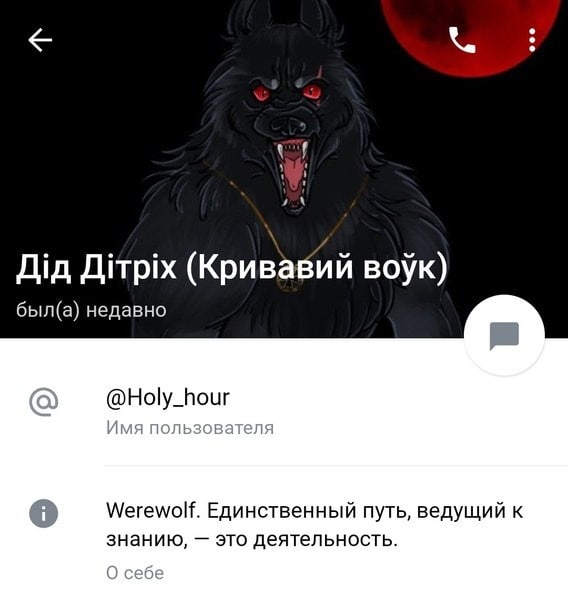 Дід Дітріх (Кривавий воўк)
был(а) недавно
@Holy_hour
Имя пользователя
Werewolf. Единственный путь, ведущий к
знанию, — это деятельность.
О себе